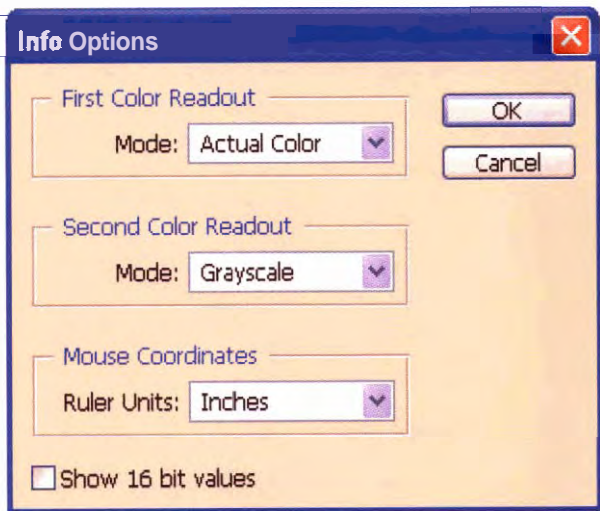 Info Options
First Color Readout
Mode: Actual Color
OK
Cancel
Second Color Readout
Mode: Grayscale
Mouse Coordinates
Ruler Units: Inches
Show 16 bit values